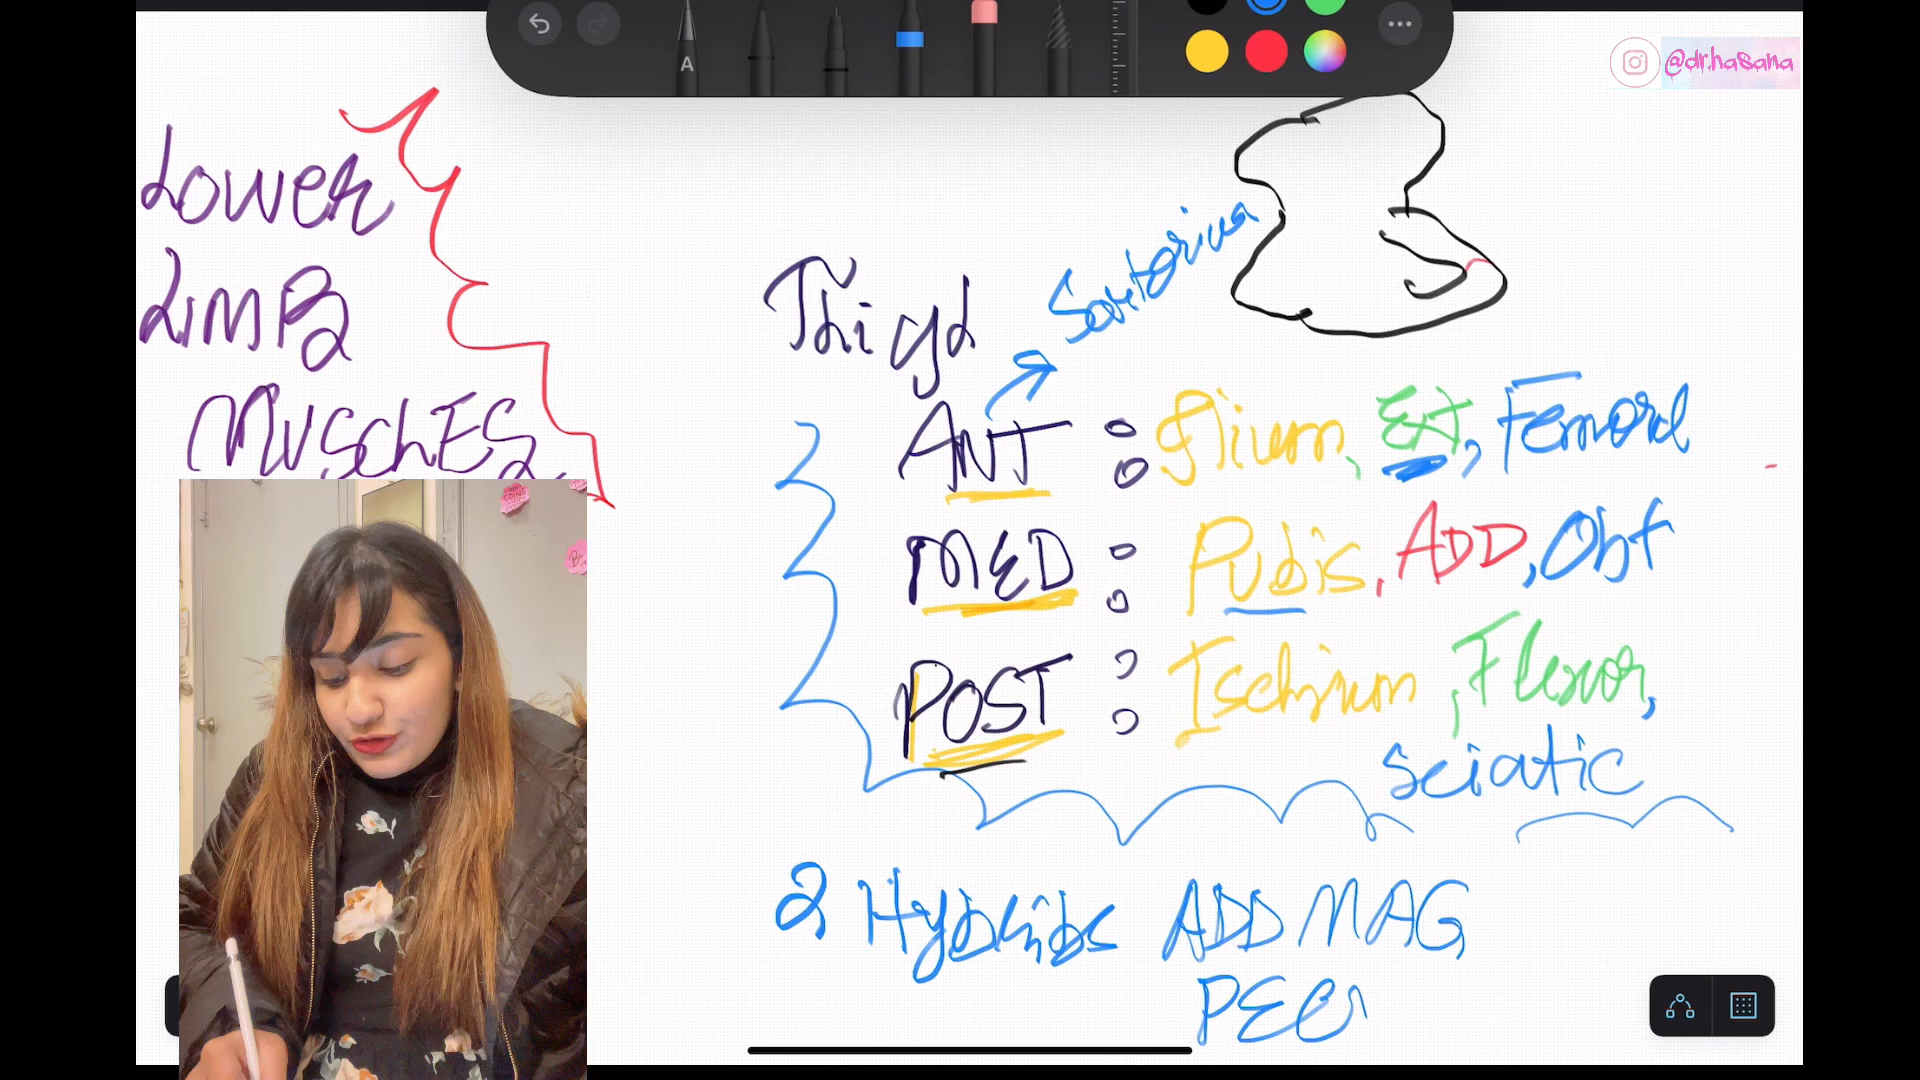 @dr.hasana
Lower
Limb
MuschES
Thigh
Sartorius
ANT : Ilium, Ext, Femoral
MED : Pubis, ADD, Obt
POST : Ischium, Flexor,
sciatic
2 Hybrids ADD MAG
PEC
A